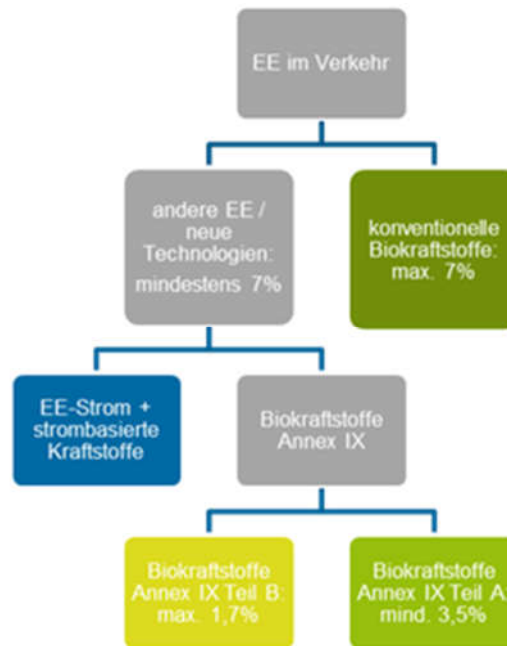 EE im Verkehr
andere EE /
neue
Technologien:
mindestens 7%
konventionelle
Biokraftstoffe:
max. 7%
EE-Strom +
strombasierte
Kraftstoffe
Biokraftstoffe
Annex IX
Biokraftstoffe
Annex IX Teil B:
max. 1,7%
Biokraftstoffe
Annex IX Teil A:
mind. 3,5%